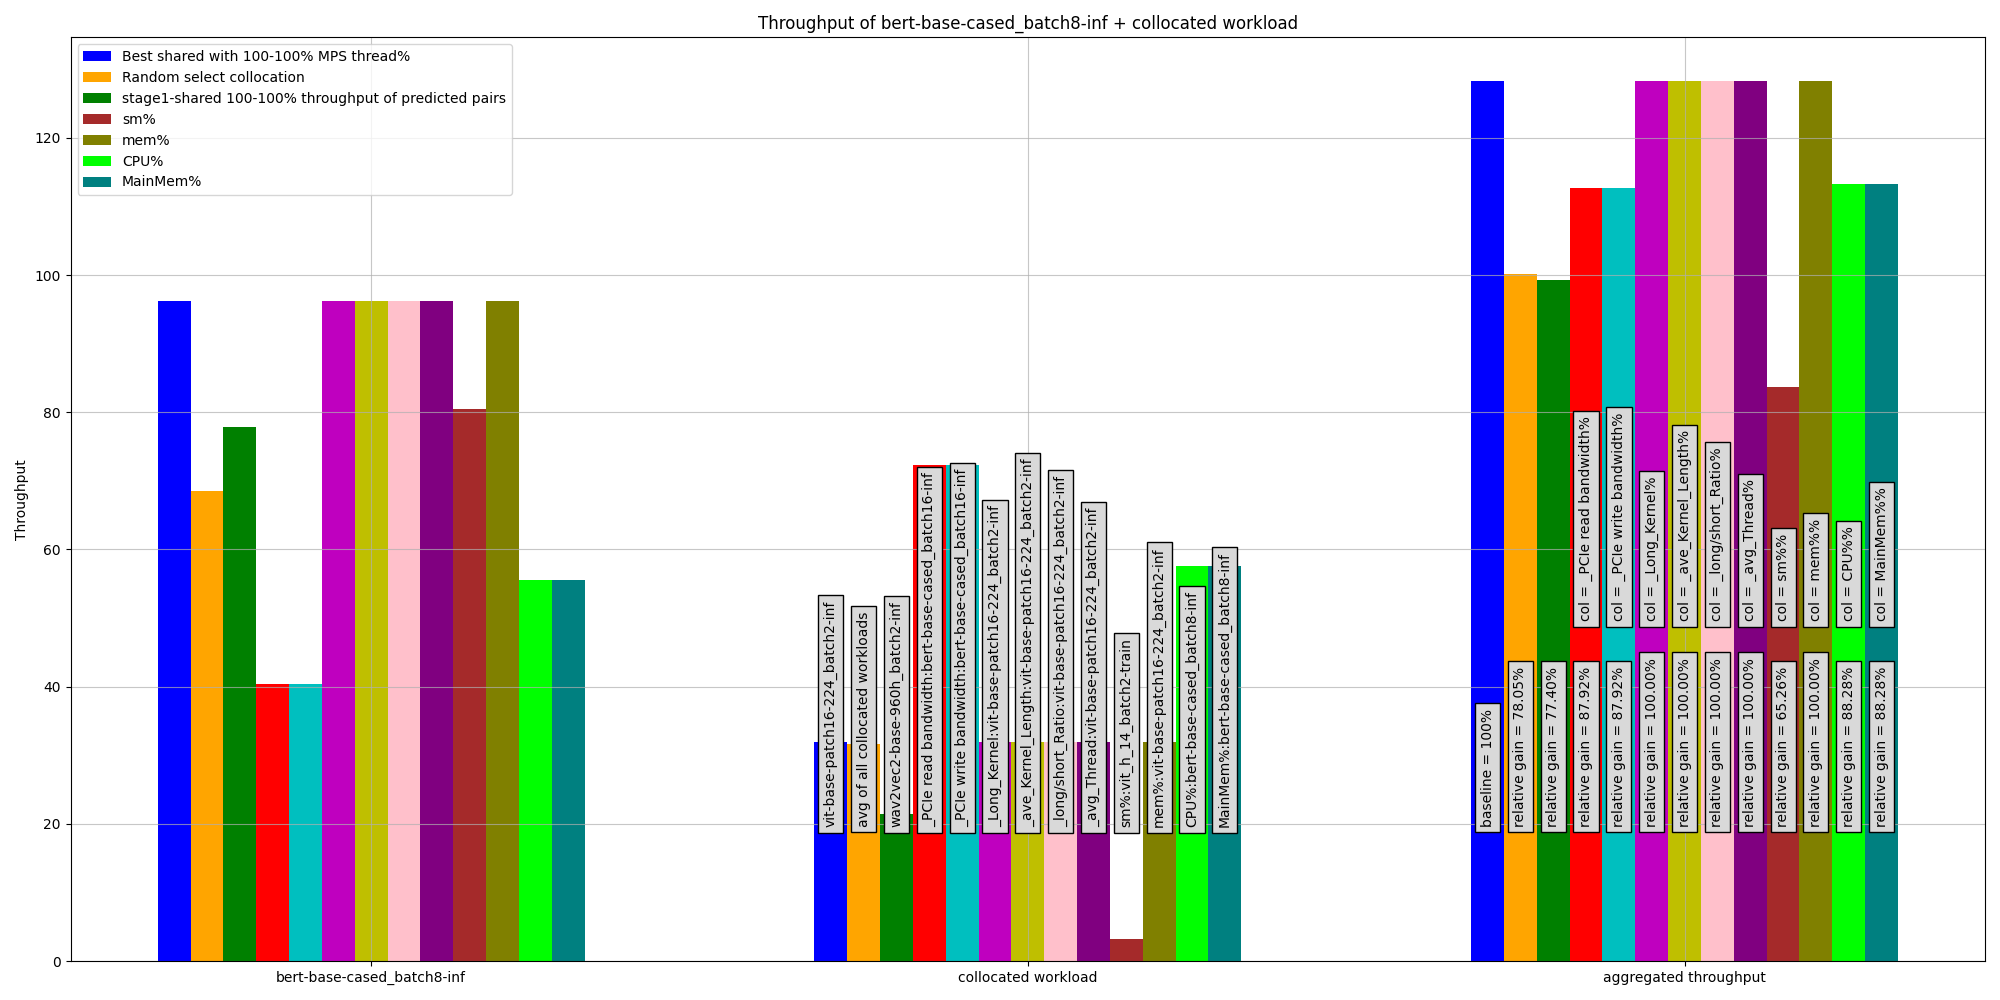 Throughput of bert-base-cased_batch8-inf + collocated workload
Best shared with 100-100% MPS thread%
Random select collocation
stage1-shared 100-100% throughput of predicted pairs
sm%
mem%
CPU%
MainMem%
Throughput
120
100
80
60
40
20
0
vit-base-patch16-224_batch2-inf
avg of all collocated workloads
wav2vec2-base-960h_batch2-inf
_PCIe read bandwidth:bert-base-cased_batch16-inf
_PCIe write bandwidth:bert-base-cased_batch16-inf
_Long_Kernel:vit-base-patch16-224_batch2-inf
_ave_Kernel_Length:vit-base-patch16-224_batch2-inf
_long/short_Ratio:vit-base-patch16-224_batch2-inf
_avg_Thread:vit-base-patch16-224_batch2-inf
sm%:vit_h_14_batch2-train
mem%:vit-base-patch16-224_batch2-inf
CPU%:bert-base-cased_batch8-inf
MainMem%:bert-base-cased_batch8-inf
col = _PCIe read bandwidth%
col = _PCIe write bandwidth%
col = _Long_Kernel%
col = _ave_Kernel_Length%
col = _long/short_Ratio%
col = _avg_Thread%
col = sm%%
col = mem%%
col = CPU%%
col = MainMem%%
baseline = 100%
relative gain = 78.05%
relative gain = 77.40%
relative gain = 87.92%
relative gain = 87.92%
relative gain = 100.00%
relative gain = 100.00%
relative gain = 100.00%
relative gain = 100.00%
relative gain = 65.26%
relative gain = 100.00%
relative gain = 88.28%
relative gain = 88.28%
bert-base-cased_batch8-inf
collocated workload
aggregated throughput